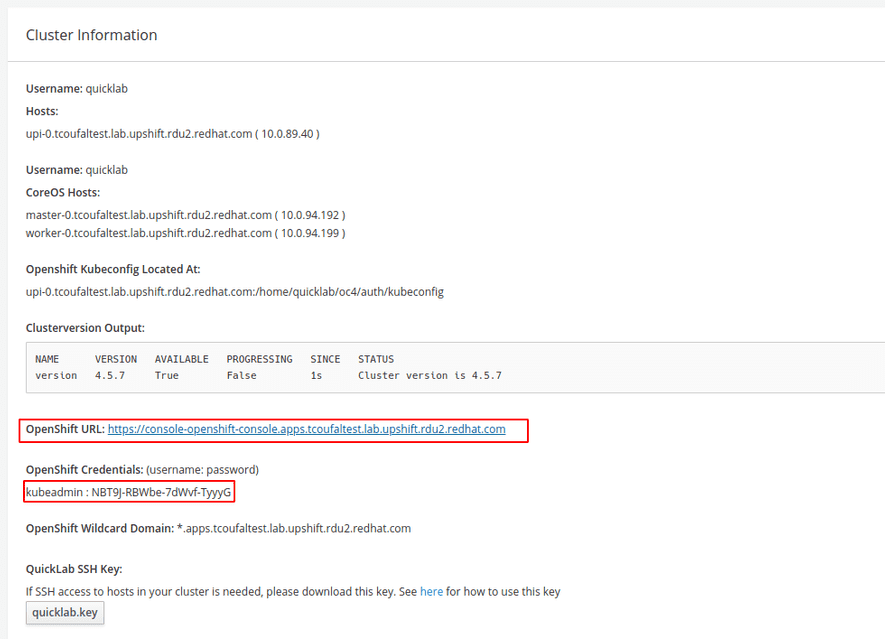 Cluster Information
Username: quicklab
Hosts:
upi-0.tcoufaltest.lab.upshift.rdu2.redhat.com ( 10.0.89.40 )
Username: quicklab
CoreOS Hosts:
master-0.tcoufaltest.lab.upshift.rdu2.redhat.com ( 10.0.94.192 )
worker-0.tcoufaltest.lab.upshift.rdu2.redhat.com ( 10.0.94.199 )
Openshift Kubeconfig Located At:
upi-0.tcoufaltest.lab.upshift.rdu2.redhat.com:/home/quicklab/oc4/auth/kubeconfig
Clusterversion Output:
NAME VERSION AVAILABLE PROGRESSING SINCE STATUS
version 4.5.7 True False 1s Cluster version is 4.5.7
OpenShift URL: https://console-openshift-console.apps.tcoufaltest.lab.upshift.rdu2.redhat.com
OpenShift Credentials: (username: password)
kubeadmin : NBT9J-RBWbe-7dWvf-TyyyG
OpenShift Wildcard Domain: *.apps.tcoufaltest.lab.upshift.rdu2.redhat.com
QuickLab SSH Key:
If SSH access to hosts in your cluster is needed, please download this key. See here for how to use this key
quicklab.key